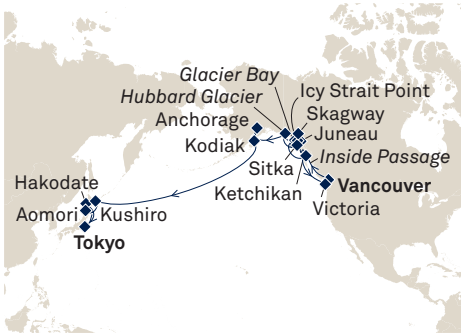 Glacier Bay
Hubbard Glacier
Anchorage
Kodiak
Icy Strait Point
Skagway
Juneau
Inside Passage
Sitka
Ketchikan
Vancouver
Victoria
Hakodate
Aomori
Kushiro
Tokyo